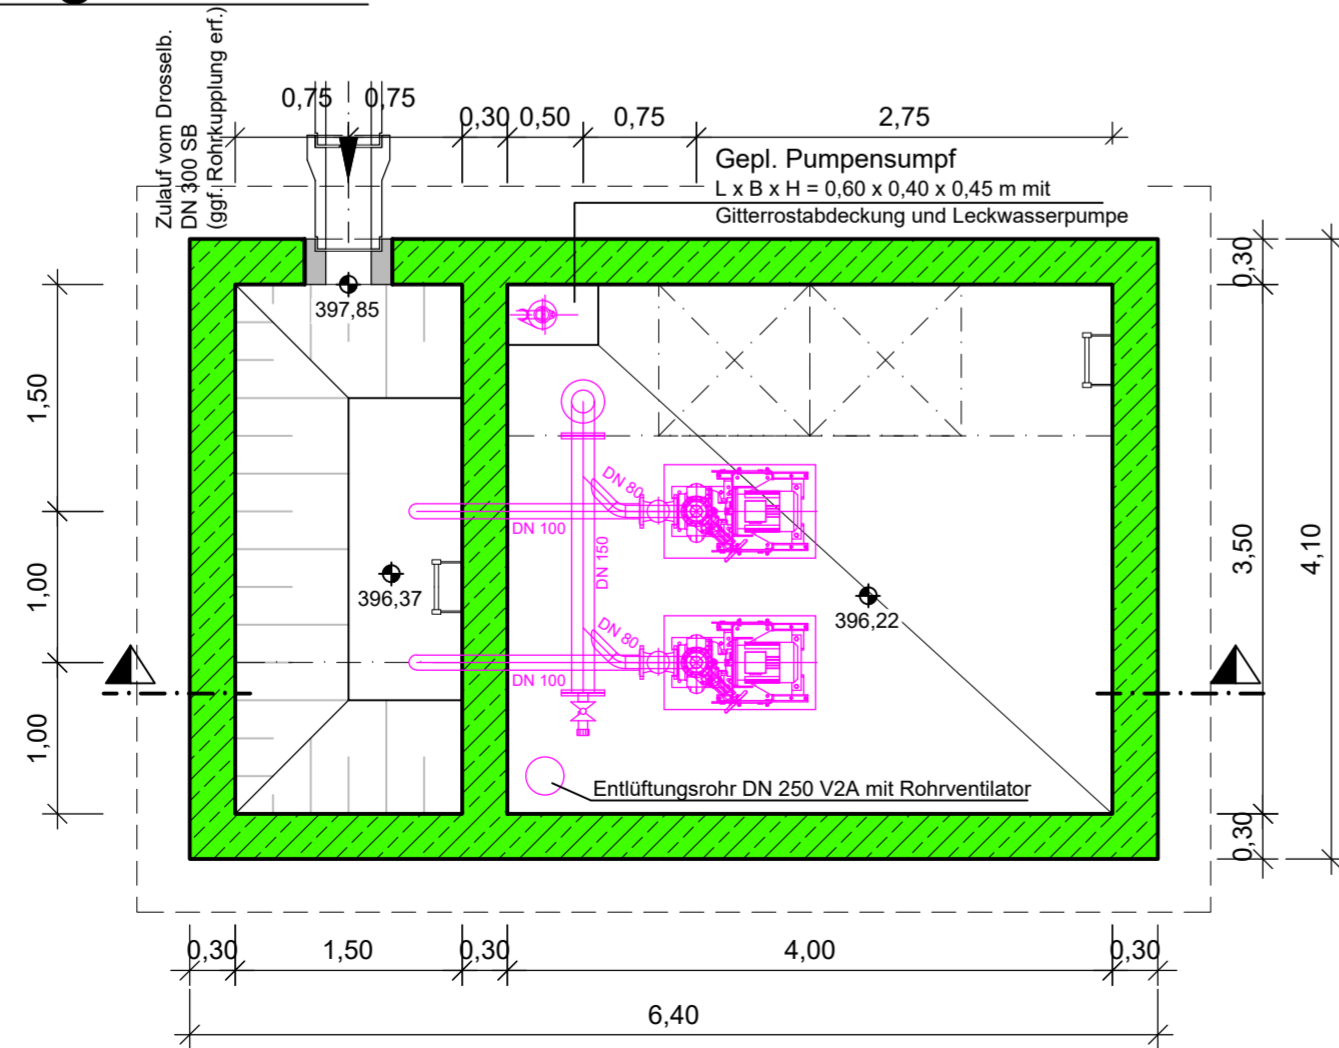 Zulauf vom Drosselb.
DN 300 SB
(ggf. Rohrkupplung erf.)
0,75
0,75
0,30
0,50
0,75
2,75
Gepl. Pumpensumpf
L x B x H = 0,60 x 0,40 x 0,45 m mit
Gitterrostabdeckung und Leckwasserpumpe
397,85
1,50
1,00
1,00
396,37
DN 80
DN 100
DN 150
DN 80
DN 100
396,22
0,30
3,50
4,10
0,30
Entlüftungsrohr DN 250 V2A mit Rohrventilator
0,30
1,50
0,30
4,00
0,30
6,40